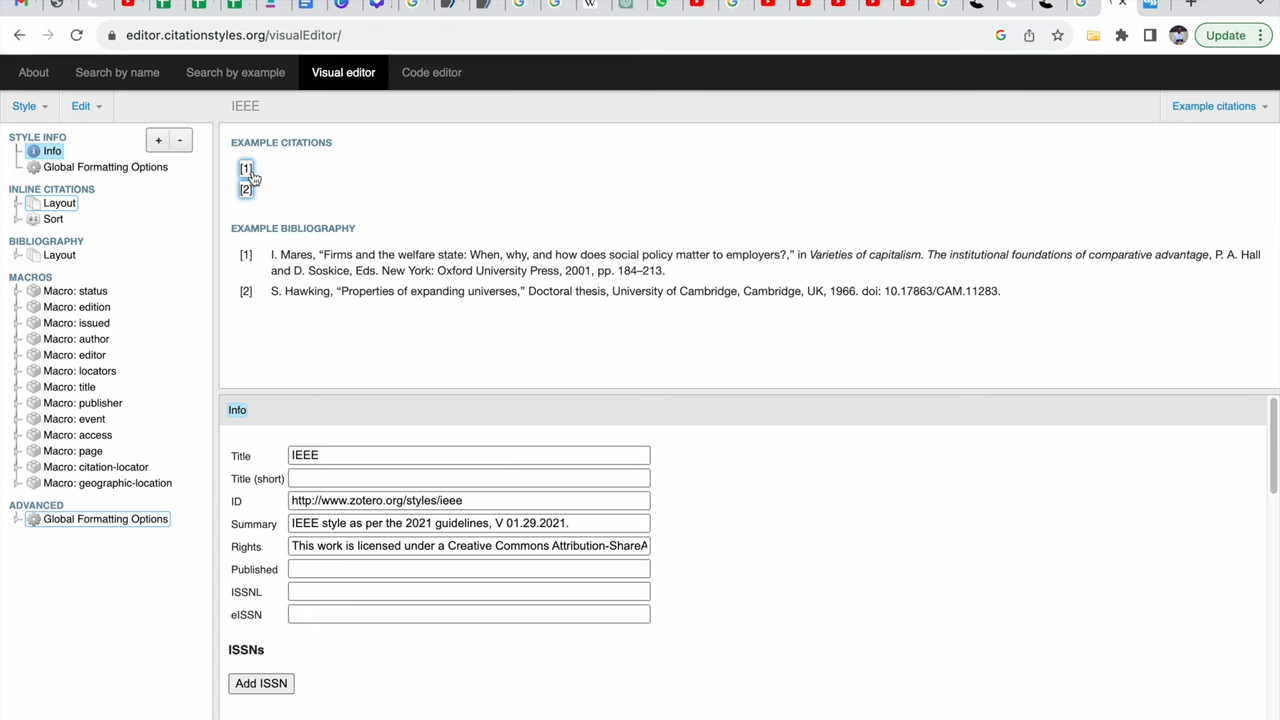 editor.citationstyles.org/visualEditor/
Update
About Search by name Search by example Visual editor Code editor
Style Edit IEEE Example citations
STYLE INFO
+ -
Info
Global Formatting Options
INLINE CITATIONS
Layout
Sort
BIBLIOGRAPHY
Layout
MACROS
Macro: status
Macro: edition
Macro: issued
Macro: author
Macro: editor
Macro: locators
Macro: title
Macro: publisher
Macro: event
Macro: access
Macro: page
Macro: citation-locator
Macro: geographic-location
ADVANCED
Global Formatting Options
EXAMPLE CITATIONS
[1]
[2]
EXAMPLE BIBLIOGRAPHY
[1] I. Mares, “Firms and the welfare state: When, why, and how does social policy matter to employers?,” in Varieties of capitalism. The institutional foundations of comparative advantage, P. A. Hall
and D. Soskice, Eds. New York: Oxford University Press, 2001, pp. 184–213.
[2] S. Hawking, “Properties of expanding universes,” Doctoral thesis, University of Cambridge, Cambridge, UK, 1966. doi: 10.17863/CAM.11283.
Info
Title IEEE
Title (short)
ID http://www.zotero.org/styles/ieee
Summary IEEE style as per the 2021 guidelines, V 01.29.2021.
Rights This work is licensed under a Creative Commons Attribution-ShareA
Published
ISSNL
eISSN
ISSNs
Add ISSN